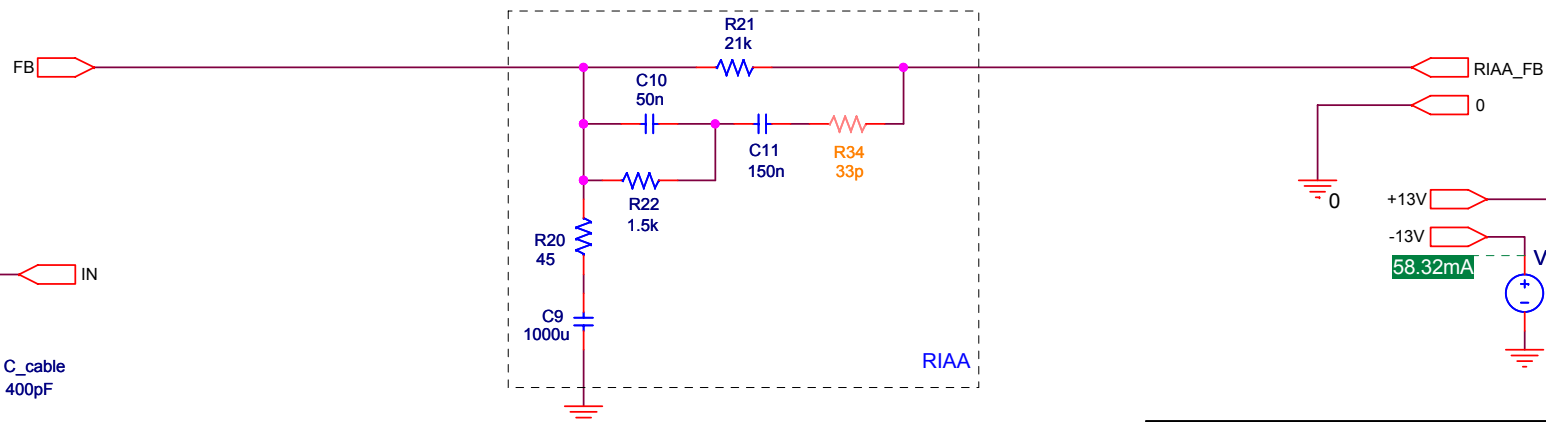 R21
21k
FB
RIAA_FB
C10
50n
0
C11
150n
R34
33p
R22
1.5k
0
+13V
-13V
R20
45
58.32mA
V
IN
C9
1000u
RIAA
C_cable
400pF